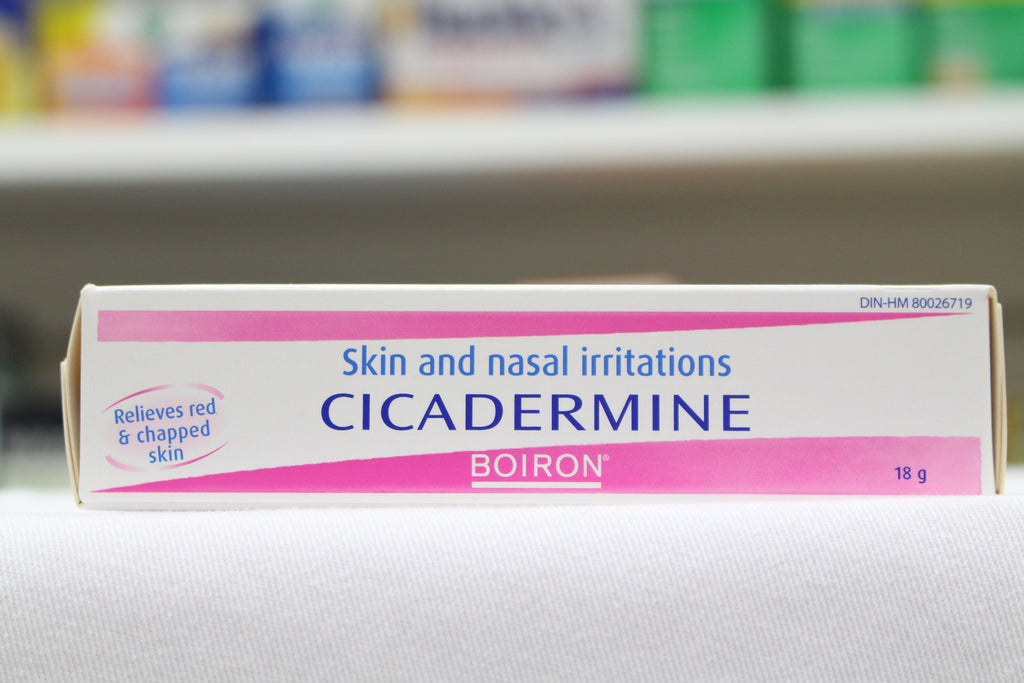 DIN-HM 80026719
Skin and nasal irritations
CICADERMINE
Relieves red
& chapped
skin
BOIRON®
18 g